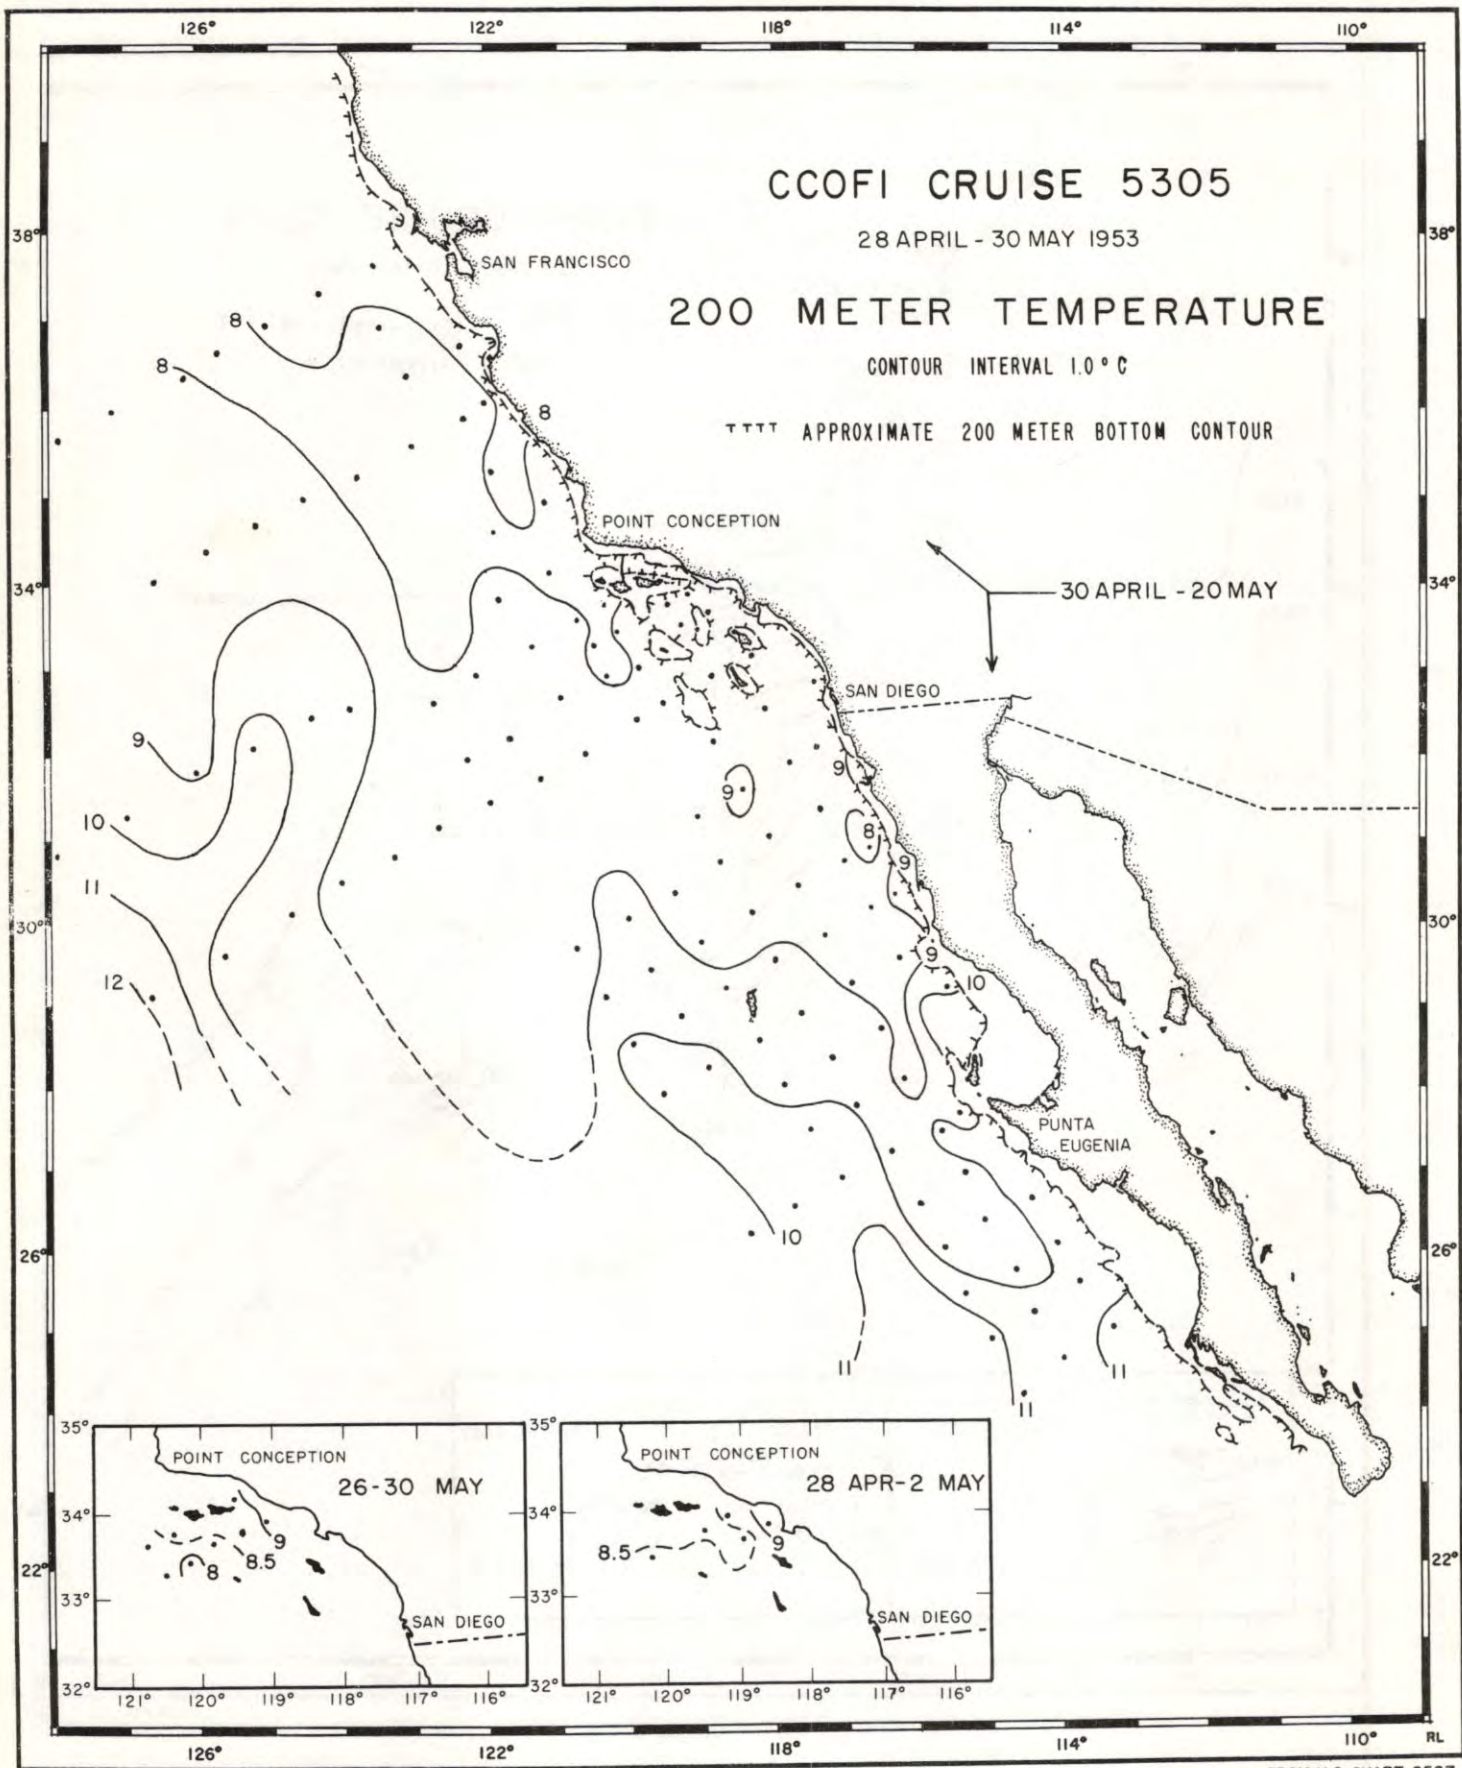 126° 122° 118° 114° 110°
CCOFI CRUISE 5305
28 APRIL - 30 MAY 1953
200 METER TEMPERATURE
CONTOUR INTERVAL 1.0° C
TTTT APPROXIMATE 200 METER BOTTOM CONTOUR
38° 38°
SAN FRANCISCO
8
8
8
POINT CONCEPTION
34° 34°
30 APRIL - 20 MAY
SAN DIEGO
9
9
9
10
8
9
11
30° 30°
9
12
10
PUNTA
EUGENIA
26° 26°
10
11
11
11
35°
POINT CONCEPTION
26-30 MAY
34°
9
8.5
8
33°
SAN DIEGO
32°
121° 120° 119° 118° 117° 116°
35°
POINT CONCEPTION
28 APR-2 MAY
34°
9
8.5
33°
SAN DIEGO
32°
121° 120° 119° 118° 117° 116°
22° 22°
126° 122° 118° 114° 110°
RL